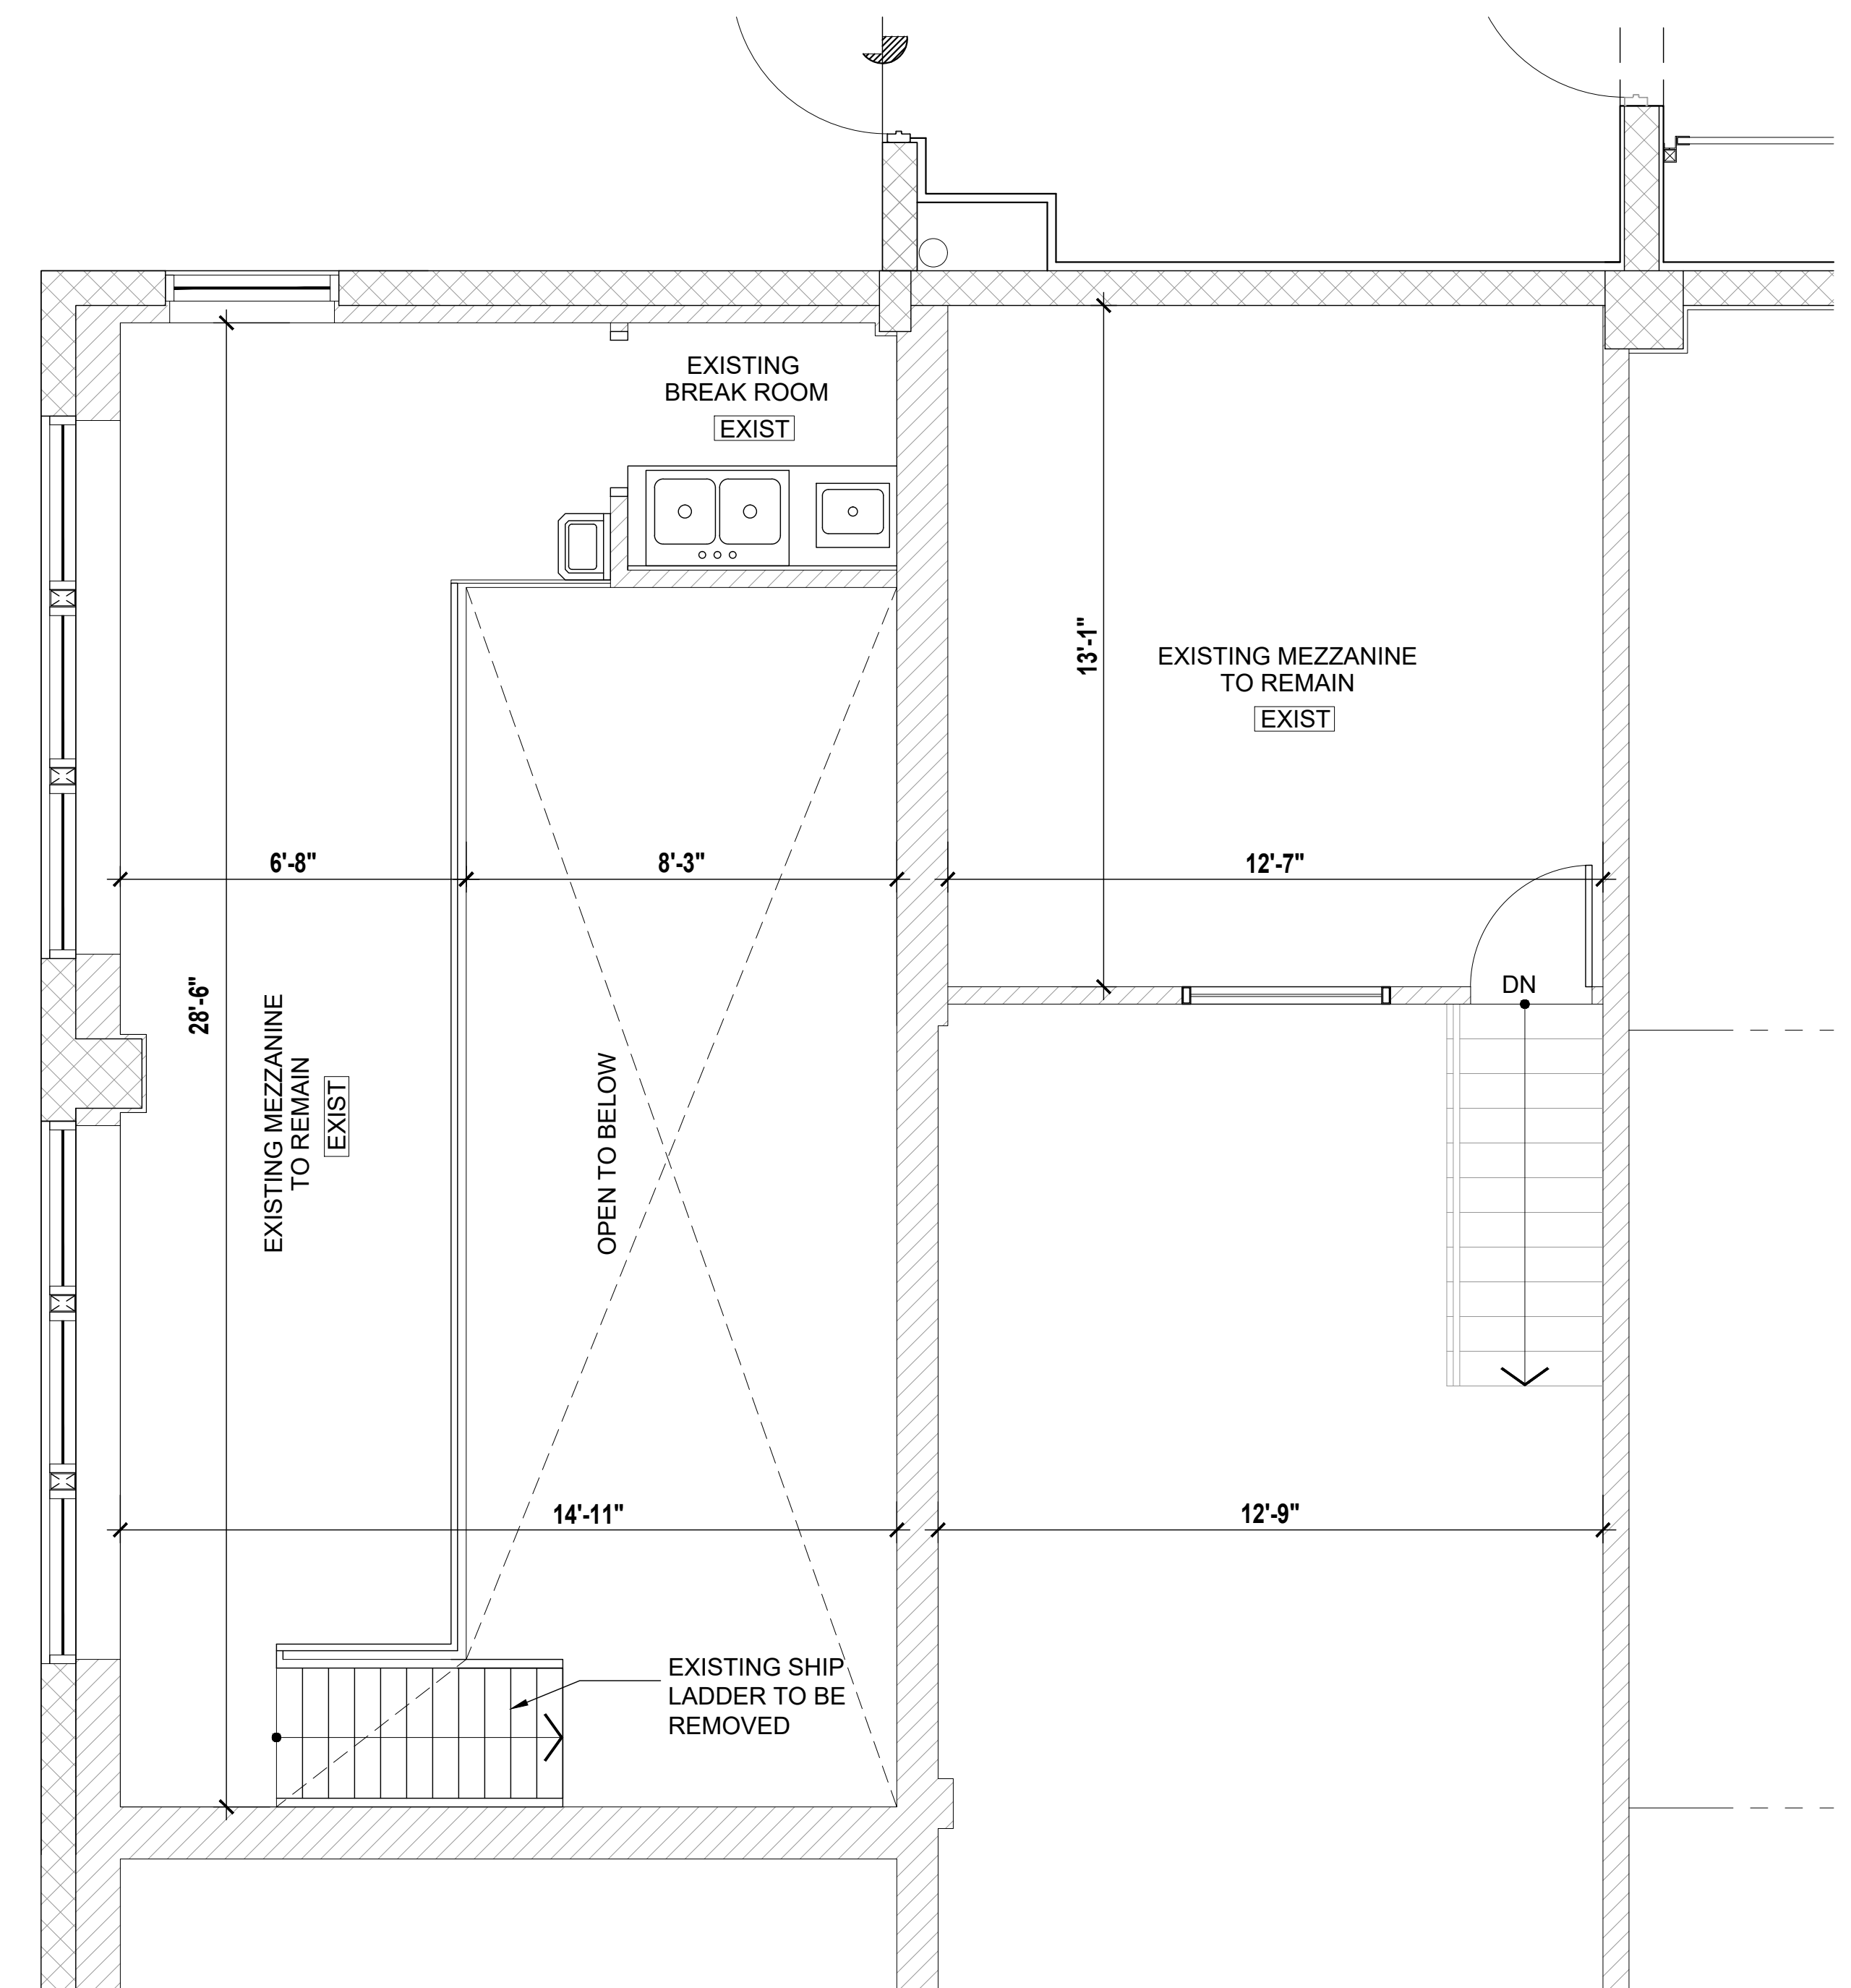 EXISTING
BREAK ROOM
EXIST
13'-1"
EXISTING MEZZANINE
TO REMAIN
EXIST
6'-8"
8'-3"
12'-7"
28'-6"
EXISTING MEZZANINE
TO REMAIN
EXIST
OPEN TO BELOW
DN
14'-11"
12'-9"
EXISTING SHIP
LADDER TO BE
REMOVED